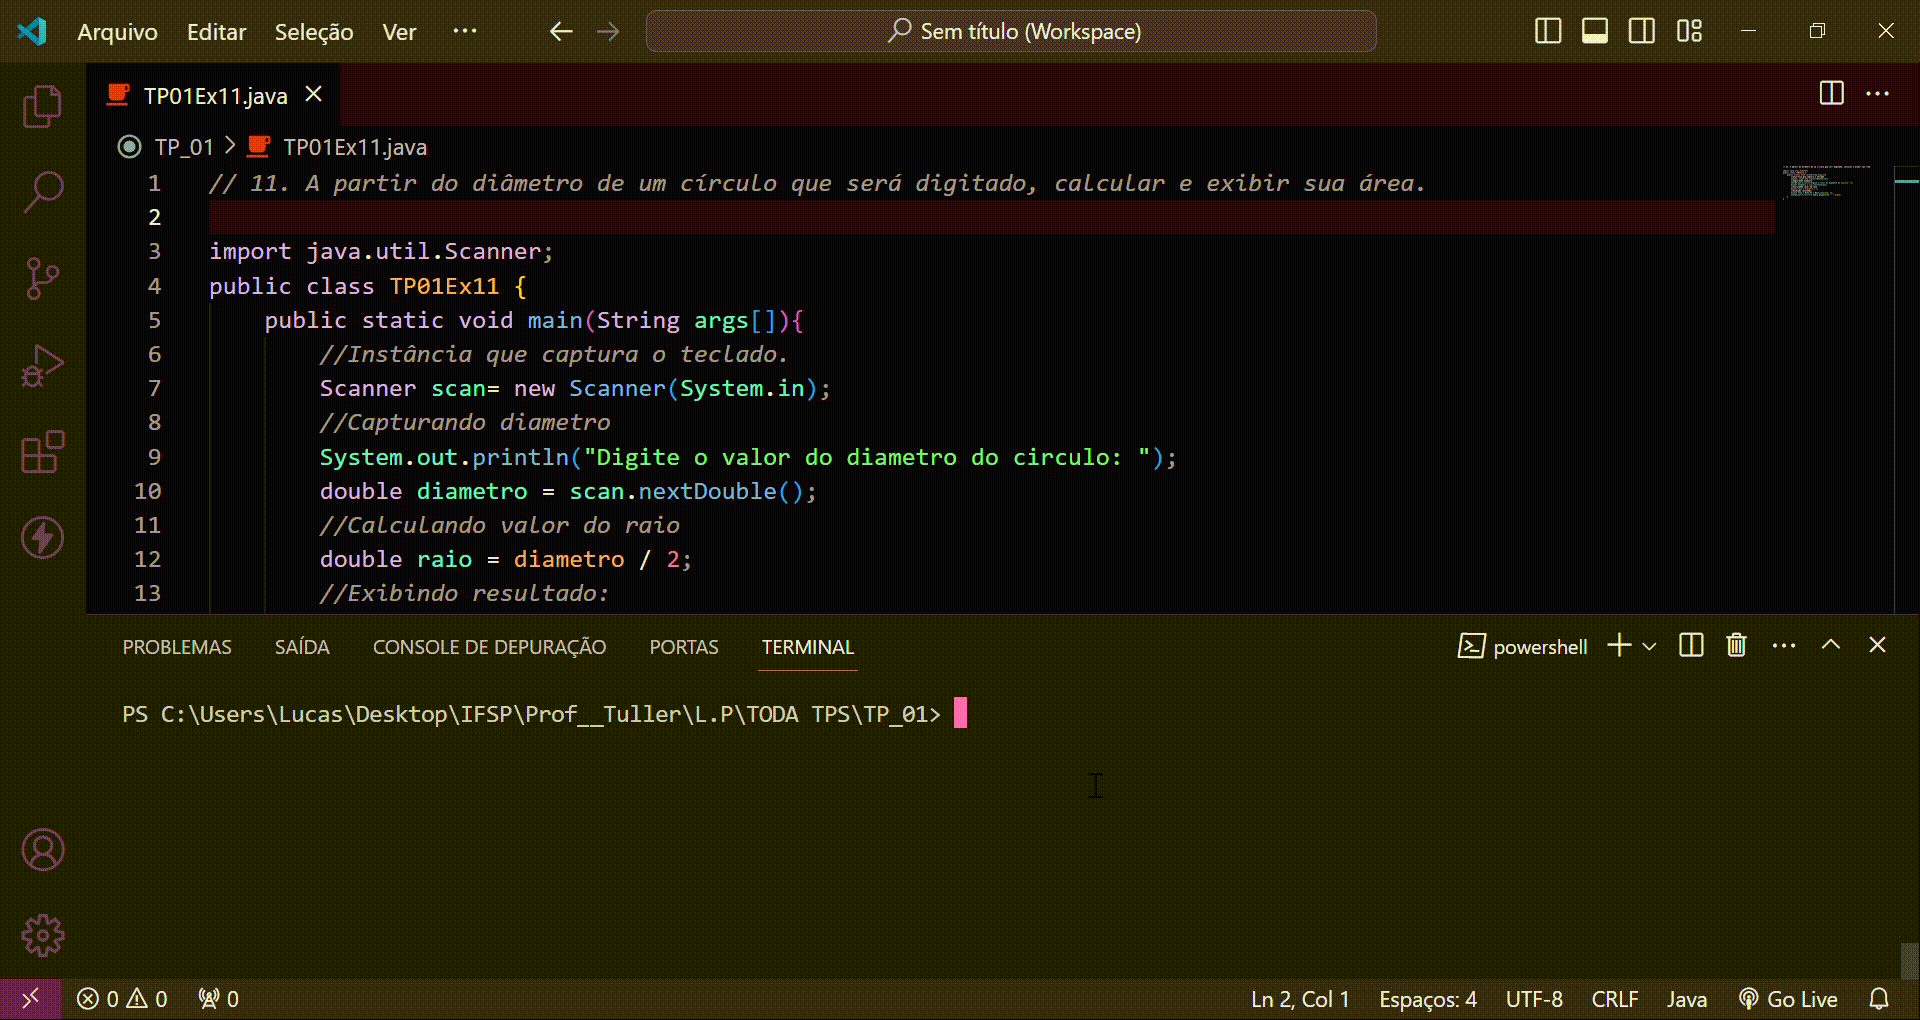 Arquivo Editar Seleção Ver ··· Sem título (Workspace)
TP01Ex11.java
TP_01 > TP01Ex11.java
1 // 11. A partir do diâmetro de um círculo que será digitado, calcular e exibir sua área.
2
3 import java.util.Scanner;
4 public class TP01Ex11 {
5 public static void main(String args[]){
6 //Instância que captura o teclado.
7 Scanner scan= new Scanner(System.in);
8 //Capturando diametro
9 System.out.println("Digite o valor do diametro do circulo: ");
10 double diametro = scan.nextDouble();
11 //Calculando valor do raio
12 double raio = diametro / 2;
13 //Exibindo resultado:
PROBLEMAS SAÍDA CONSOLE DE DEPURAÇÃO PORTAS TERMINAL powershell
PS C:\Users\Lucas\Desktop\IFSP\Prof__Tuller\L.P\TODA TPS\TP_01>
0 0 0 Ln 2, Col 1 Espaços: 4 UTF-8 CRLF Java Go Live